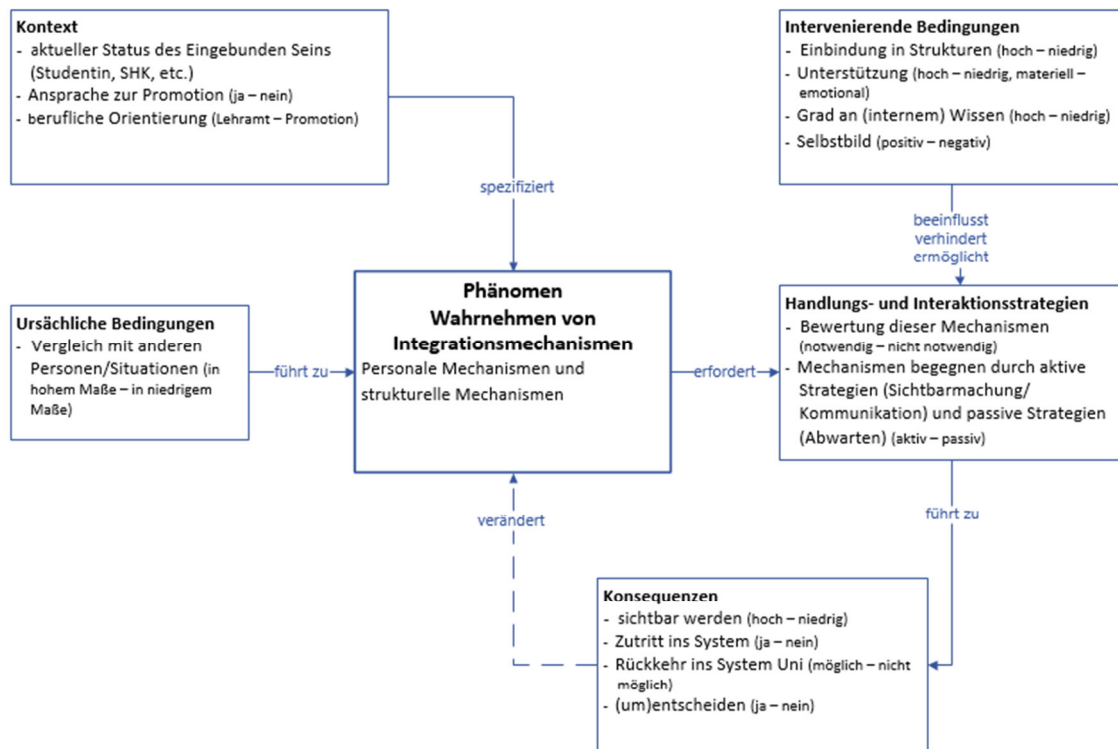 Kontext
- aktueller Status des Eingebunden Seins
(Studentin, SHK, etc.)
- Ansprache zur Promotion (ja – nein)
- berufliche Orientierung (Lehramt – Promotion)
Intervenierende Bedingungen
- Einbindung in Strukturen (hoch – niedrig)
- Unterstützung (hoch – niedrig, materiell –
emotional)
- Grad an (internem) Wissen (hoch – niedrig)
- Selbstbild (positiv – negativ)
spezifiziert
beeinflusst
verhindert
ermöglicht
Ursächliche Bedingungen
- Vergleich mit anderen
Personen/Situationen (in
hohem Maße – in niedrigem
Maße)
führt zu
Phänomen
Wahrnehmen von
Integrationsmechanismen
Personale Mechanismen und
strukturelle Mechanismen
erfordert
Handlungs- und Interaktionsstrategien
- Bewertung dieser Mechanismen
(notwendig – nicht notwendig)
- Mechanismen begegnen durch aktive
Strategien (Sichtbarmachung/
Kommunikation) und passive Strategien
(Abwarten) (aktiv – passiv)
verändert
führt zu
Konsequenzen
- sichtbar werden (hoch – niedrig)
- Zutritt ins System (ja – nein)
- Rückkehr ins System Uni (möglich – nicht
möglich)
- (um)entscheiden (ja – nein)